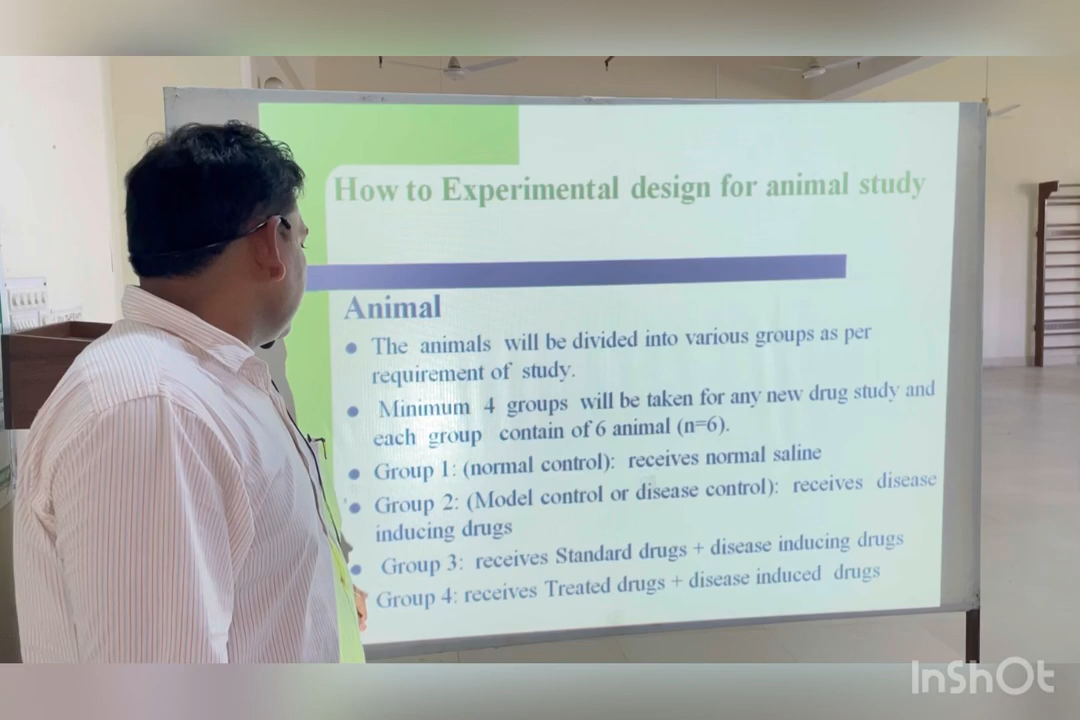 How to Experimental design for animal study
Animal
The animals will be divided into various groups as per
requirement of study.
Minimum 4 groups will be taken for any new drug study and
each group contain of 6 animal (n=6).
Group 1: (normal control): receives normal saline
Group 2: (Model control or disease control): receives disease
inducing drugs
Group 3: receives Standard drugs + disease inducing drugs
Group 4: receives Treated drugs + disease induced drugs
InShOt